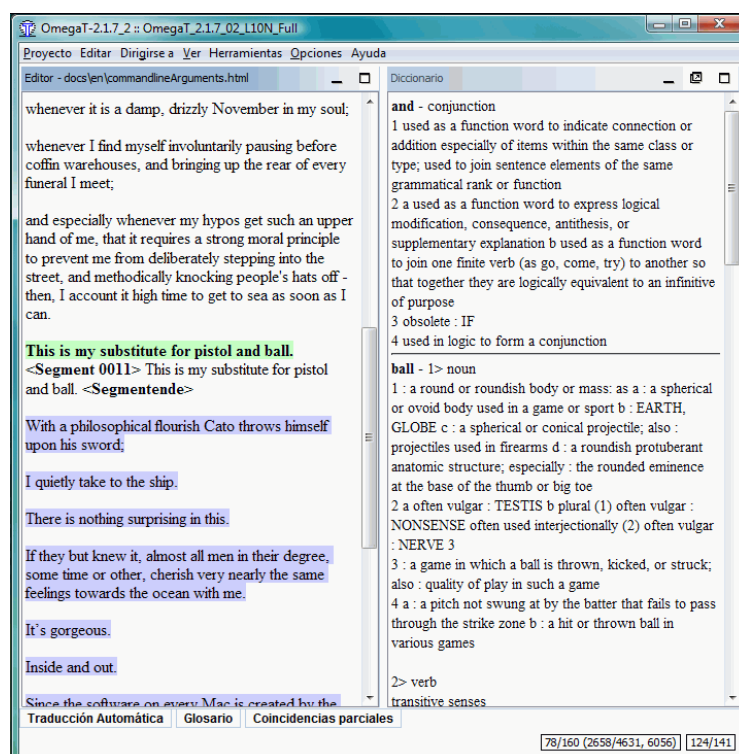 OmegaT-2.1.7_2 :: OmegaT_2.1.7_02_L10N_Full
Proyecto Editar Dirigirse a Ver Herramientas Opciones Ayuda
Editor - docs\en\commandlineArguments.html
whenever it is a damp, drizzly November in my soul;
whenever I find myself involuntarily pausing before
coffin warehouses, and bringing up the rear of every
funeral I meet;
and especially whenever my hypos get such an upper
hand of me, that it requires a strong moral principle
to prevent me from deliberately stepping into the
street, and methodically knocking people's hats off -
then, I account it high time to get to sea as soon as I
can.
This is my substitute for pistol and ball.
<Segment 0011> This is my substitute for pistol
and ball. <Segmentende>
With a philosophical flourish Cato throws himself
upon his sword;
I quietly take to the ship.
There is nothing surprising in this.
If they but knew it, almost all men in their degree,
some time or other, cherish very nearly the same
feelings towards the ocean with me.
It's gorgeous.
Inside and out.
Since the software on every Mac is created by the
Diccionario
and - conjunction
1 used as a function word to indicate connection or
addition especially of items within the same class or
type; used to join sentence elements of the same
grammatical rank or function
2 a used as a function word to express logical
modification, consequence, antithesis, or
supplementary explanation b used as a function word
to join one finite verb (as go, come, try) to another so
that together they are logically equivalent to an infinitive
of purpose
3 obsolete : IF
4 used in logic to form a conjunction
ball - 1> noun
1 : a round or roundish body or mass: as a : a spherical
or ovoid body used in a game or sport b : EARTH,
GLOBE c : a spherical or conical projectile; also :
projectiles used in firearms d : a roundish protuberant
anatomic structure; especially : the rounded eminence
at the base of the thumb or big toe
2 a often vulgar : TESTIS b plural (1) often vulgar :
NONSENSE often used interjectionally (2) often vulgar
: NERVE 3
3 : a game in which a ball is thrown, kicked, or struck;
also : quality of play in such a game
4 a : a pitch not swung at by the batter that fails to pass
through the strike zone b : a hit or thrown ball in
various games
2> verb
transitive senses
Traducción Automática Glosario Coincidencias parciales
78/160 (2658/4631, 6056) 124/141